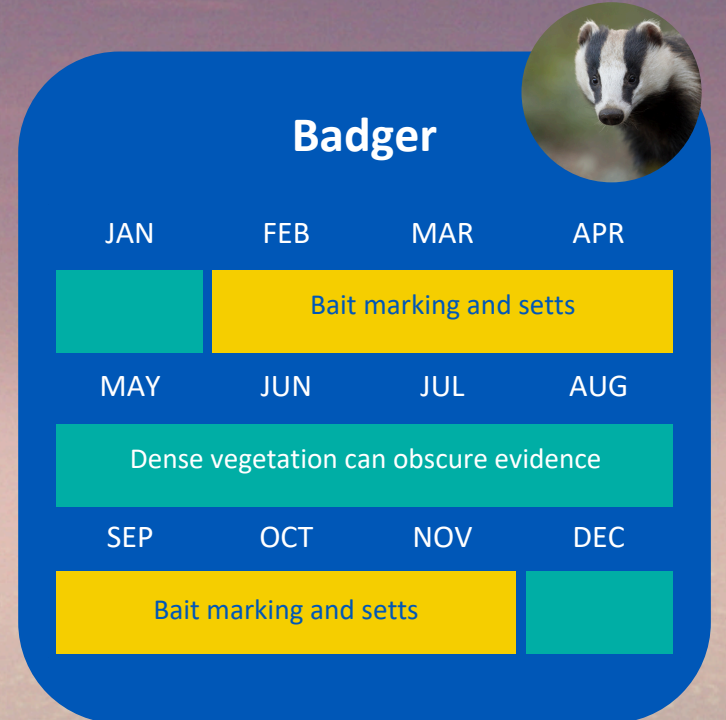 Badger
JAN FEB MAR APR
Bait marking and setts
MAY JUN JUL AUG
Dense vegetation can obscure evidence
SEP OCT NOV DEC
Bait marking and setts